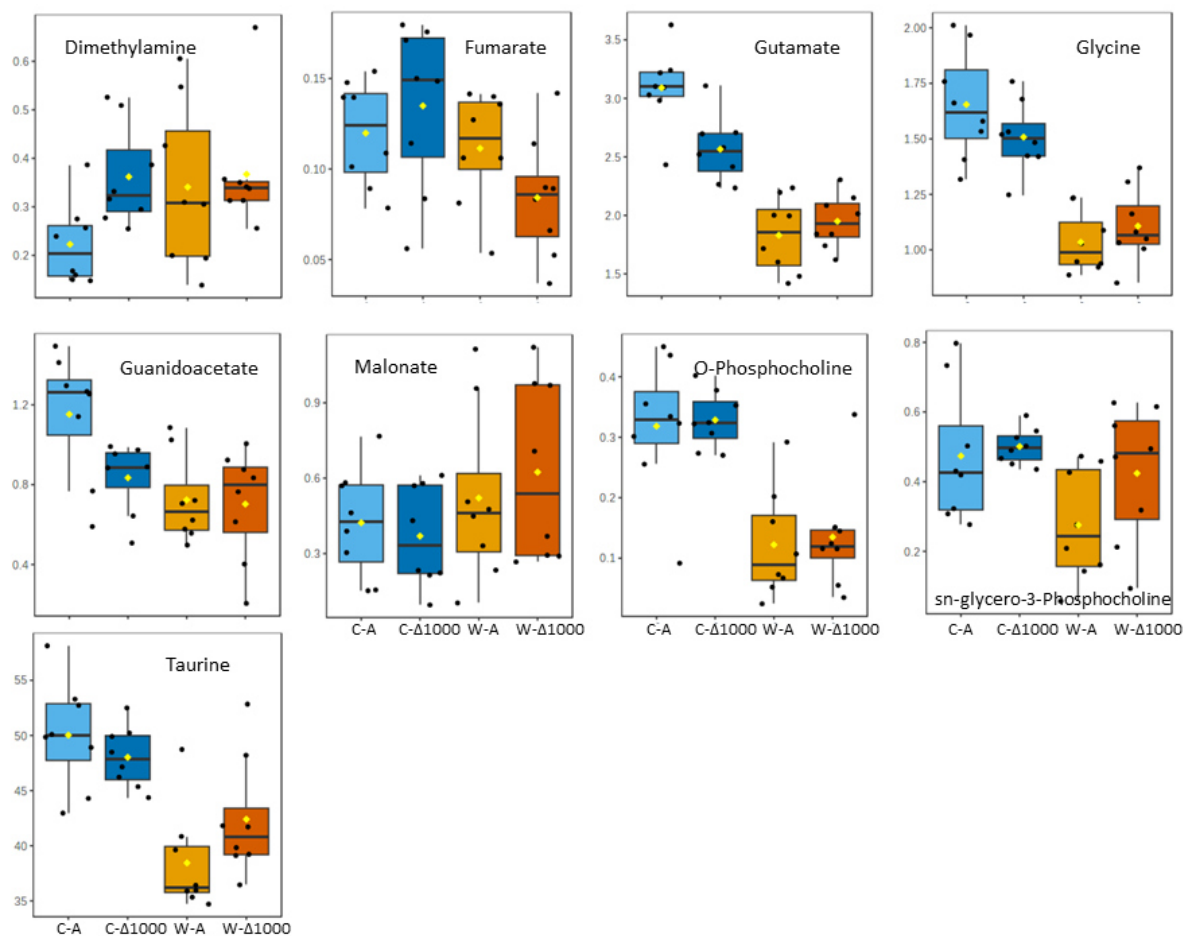 Dimethylamine
0.6
0.5
0.4
0.3
0.2
Fumarate
0.15
0.10
0.05
Gutamate
3.5
3.0
2.5
2.0
1.5
Glycine
2.00
1.75
1.50
1.25
1.00
Guanidoacetate
1.2
0.8
0.4
Malonate
0.9
0.6
0.3
C-A C-Δ1000 W-A W-Δ1000
O-Phosphocholine
0.4
0.3
0.2
0.1
C-A C-Δ1000 W-A W-Δ1000
0.8
0.6
0.4
0.2
sn-glycero-3-Phosphocholine
C-A C-Δ1000 W-A W-Δ1000
Taurine
55
50
45
40
35
C-A C-Δ1000 W-A W-Δ1000